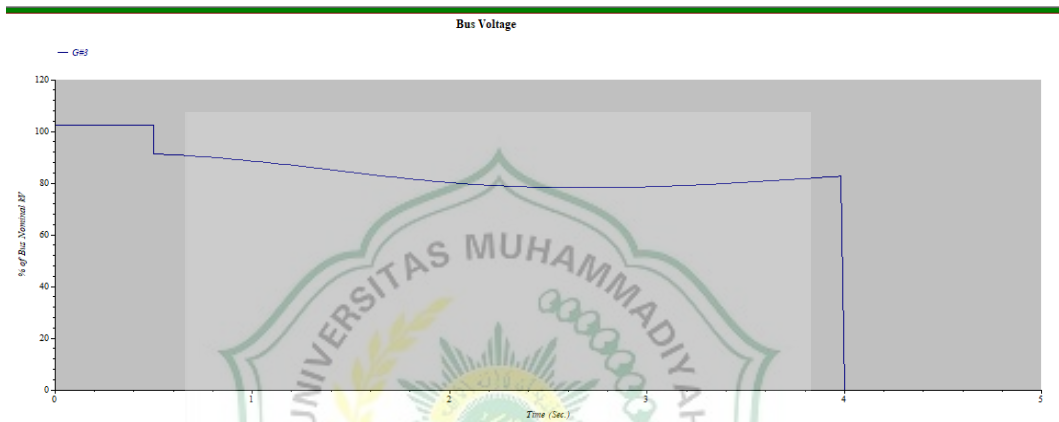 Bus Voltage
G#3
120
100
80
60
40
20
0
% of Bus Nominal kV
0 1 2 3 4 5
Time (Sec.)
UNIVERSITAS MUHAMMADIYAH